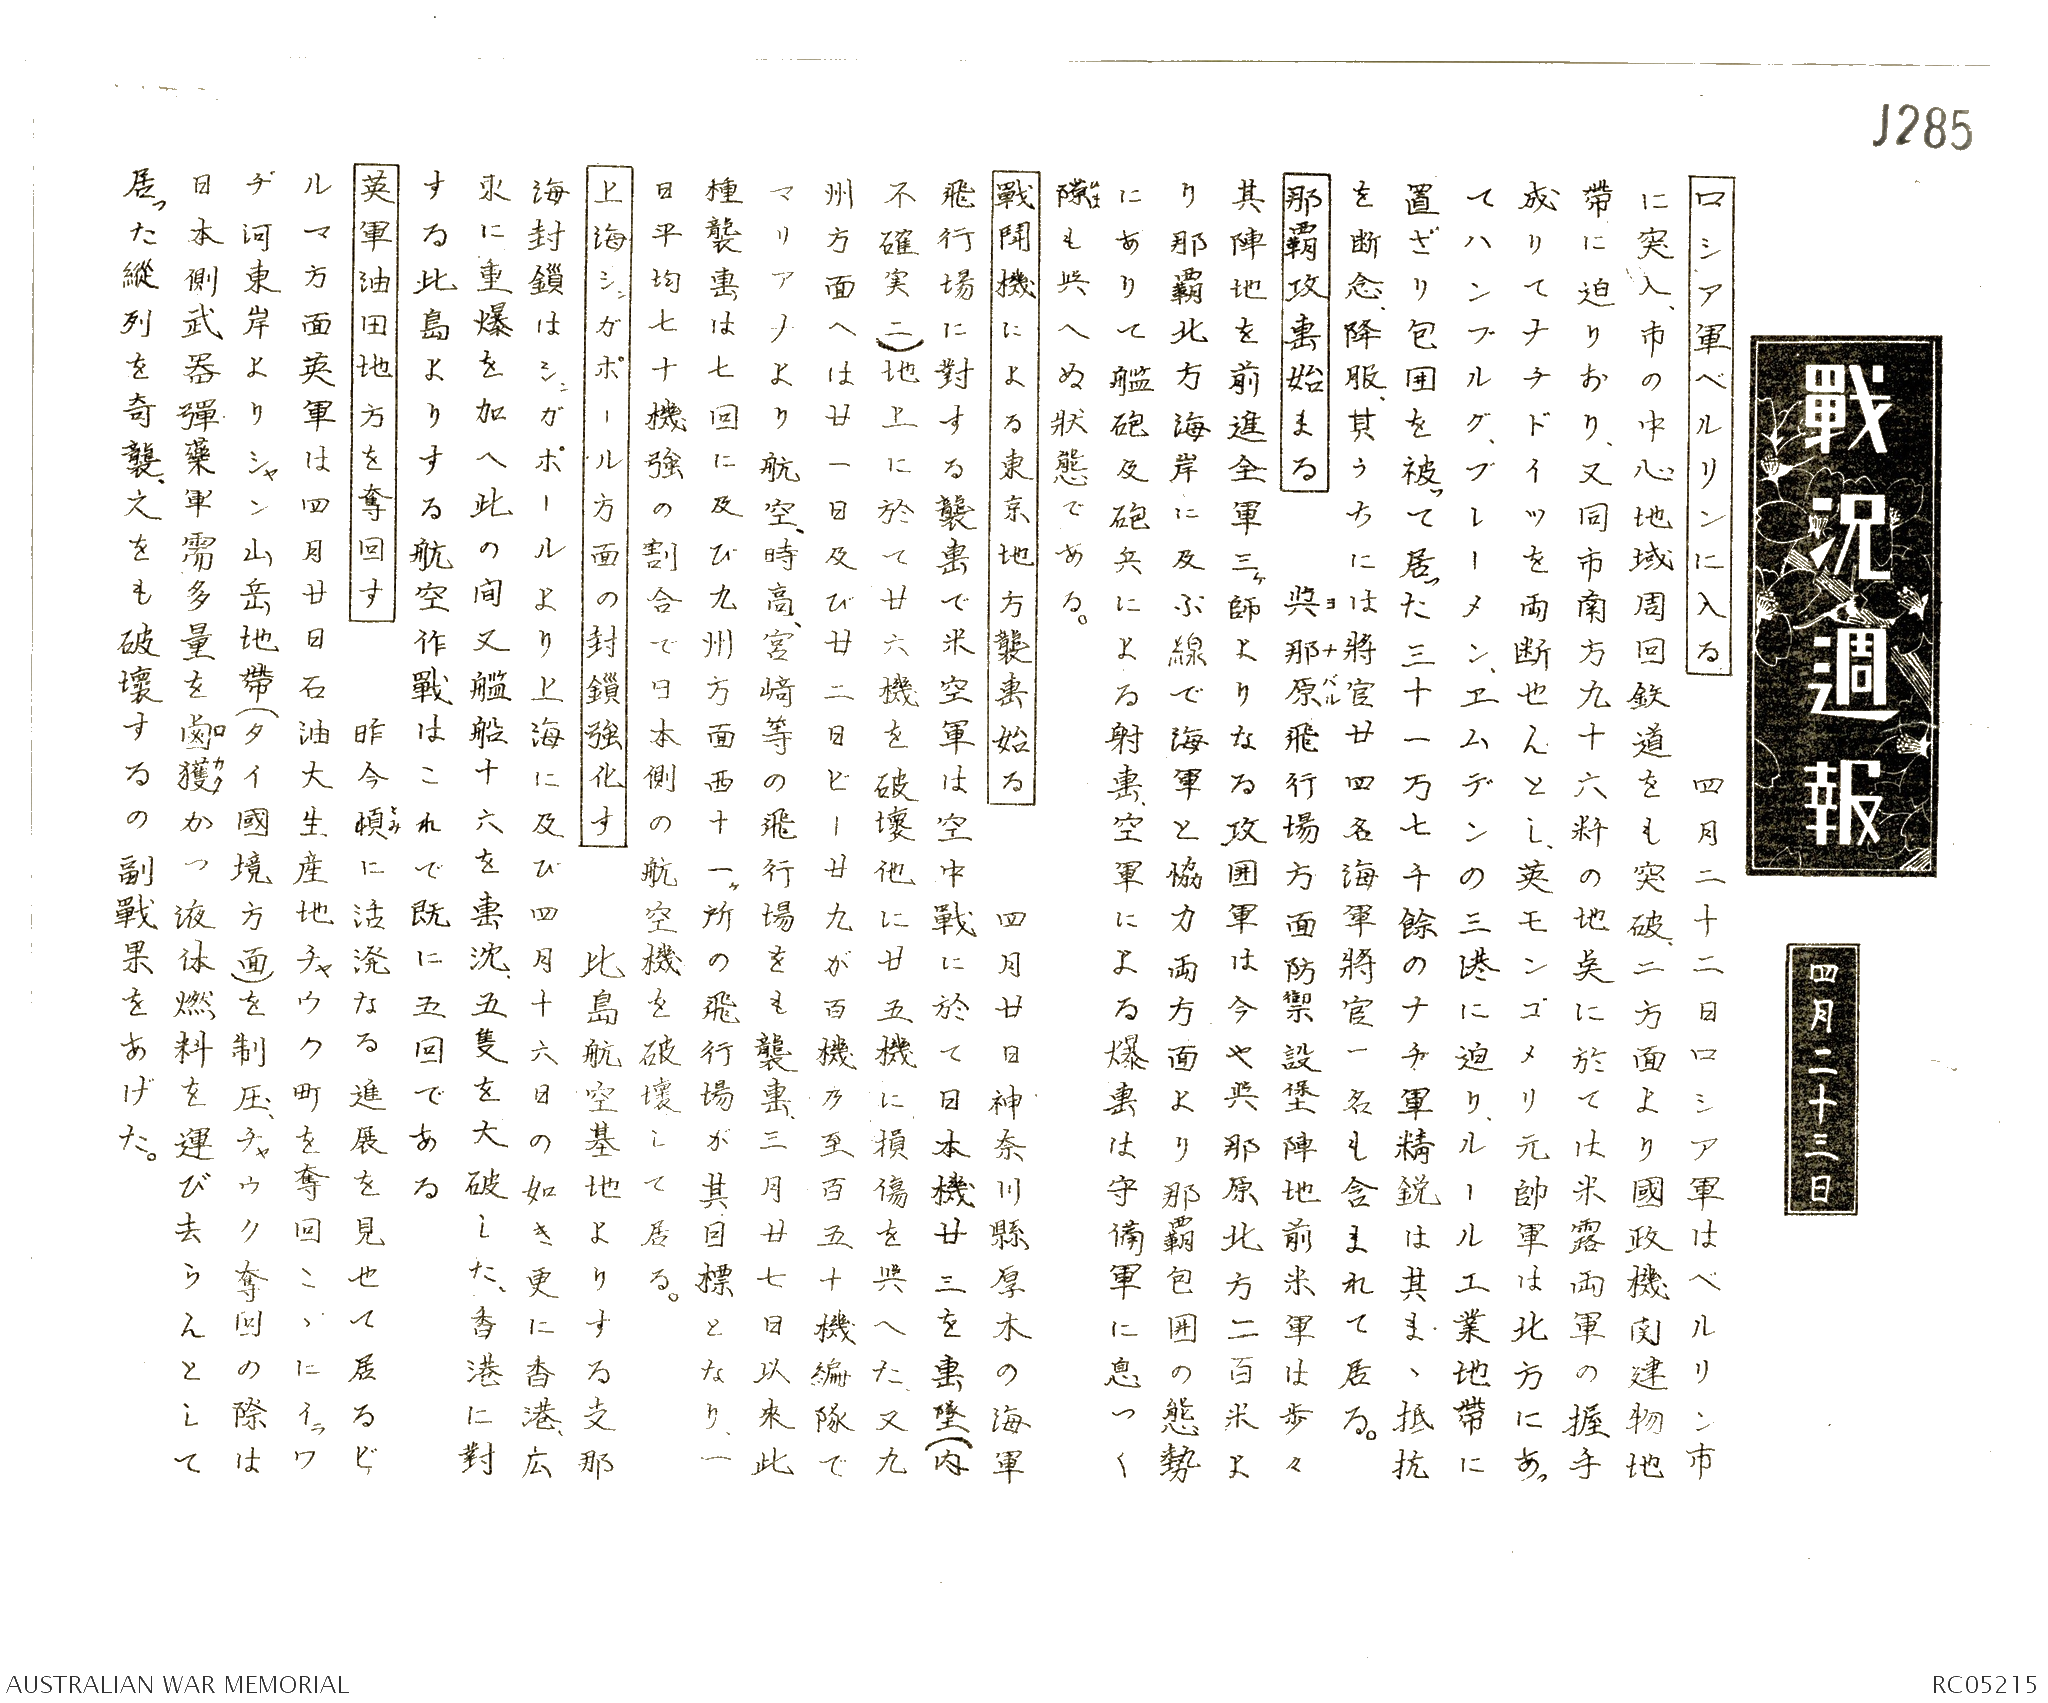 J285
戰況週報
四月二十三日
ロシア軍ベルリンに入る　四月二十二日ロシア軍はベルリン市
に突入、市の中心地域周回鉄道をも突破、二方面より國政機関建物地
帶に迫りおり、又同市南方九十六粁の地点に於ては米露両軍の握手
成りてナチドイツを両断せんとし、英モンゴメリ元帥軍は北方にあっ
てハンブルグ、ブレーメン、エムデンの三港に迫り、ルール工業地帶に
置ざり包囲を被って居った三十一万七千餘のナチ軍精鋭は其まゝ抵抗
を断念、降服、其うちには將官廿四名海軍將官一名も含まれて居る。
那覇攻撃始まる　與那原飛行場方面防禦設堡陣地前米軍は歩々
ヨナバル
其陣地を前進全軍三ヶ師よりなる攻囲軍は今や與那原北方二百米よ
り那覇北方海岸に及ぶ線で海軍と協力両方面より那覇包囲の態勢
にありて艦砲及砲兵による射撃、空軍による爆撃は守備軍に息つく
隙も與へぬ狀態である。
ひま
戰鬪機による東京地方襲撃始る　四月廿日神奈川縣厚木の海軍
飛行場に對する襲撃で米空軍は空中戰に於て日本機廿三を撃墜(内
不確実二)地上に於て廿六機を破壞他に廿五機に損傷を與へた、又九
州方面へは廿一日及び廿二日ビー廿九が百機乃至百五十機編隊で
マリアナより航空、時高、宮﨑等の飛行場をも襲撃、三月廿七日以來此
種襲撃は七回に及び九州方面西十一ヶ所の飛行場が其目標となり、一
日平均七十機強の割合で日本側の航空機を破壞して居る。
上海シンガポール方面の封鎖強化す　比島航空基地よりする支那
海封鎖はシンガポールより上海に及び四月十六日の如き更に香港、広
東に重爆を加へ此の間又艦船十六を撃沈、五隻を大破した、香港に對
する此島よりする航空作戰はこれで既に五回である
英軍油田地方を奪回す　昨今頓に活溌なる進展を見せて居るビ
とみ
ルマ方面英軍は四月廿日石油大生産地チャウク町を奪回こゝにイラワ
ヂ河東岸よりシャン山岳地帶(タイ國境方面)を制圧、チャウク奪回の際は
日本側武器彈藥軍需多量を鹵獲かつ液体燃料を運び去らんとして
ロカク
居った縱列を奇襲、之をも破壞するの副戰果をあげた。
AUSTRALIAN WAR MEMORIAL
RC05215